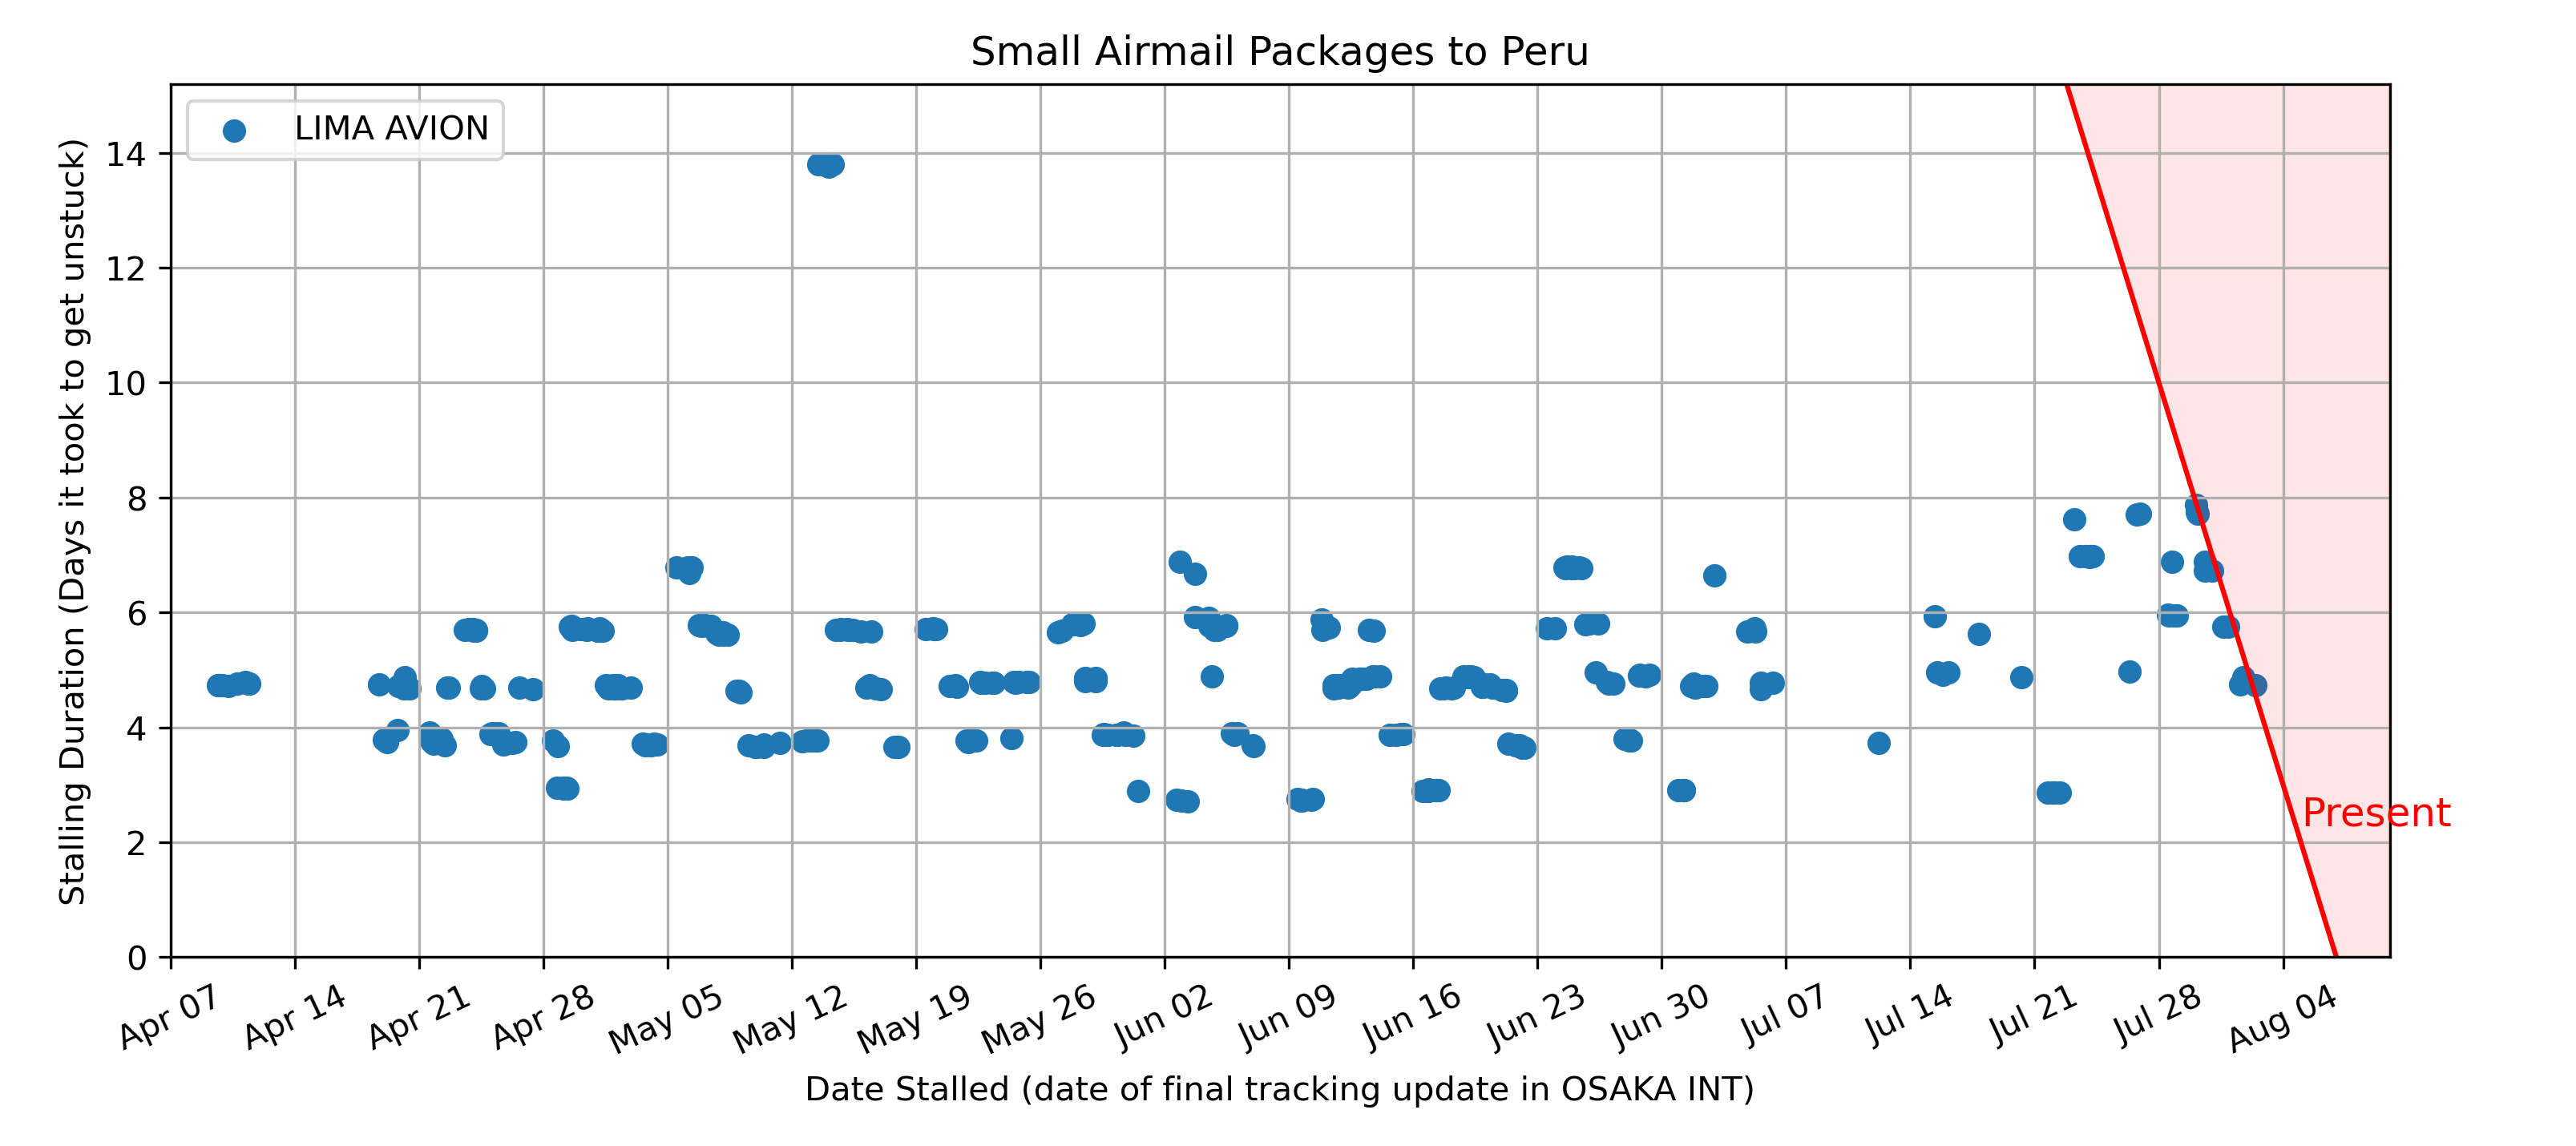 Small Airmail Packages to Peru
LIMA AVION
Stalling Duration (Days it took to get unstuck)
14
12
10
8
6
4
2
0
Present
Apr 07
Apr 14
Apr 21
Apr 28
May 05
May 12
May 19
May 26
Jun 02
Jun 09
Jun 16
Jun 23
Jun 30
Jul 07
Jul 14
Jul 21
Jul 28
Aug 04
Date Stalled (date of final tracking update in OSAKA INT)